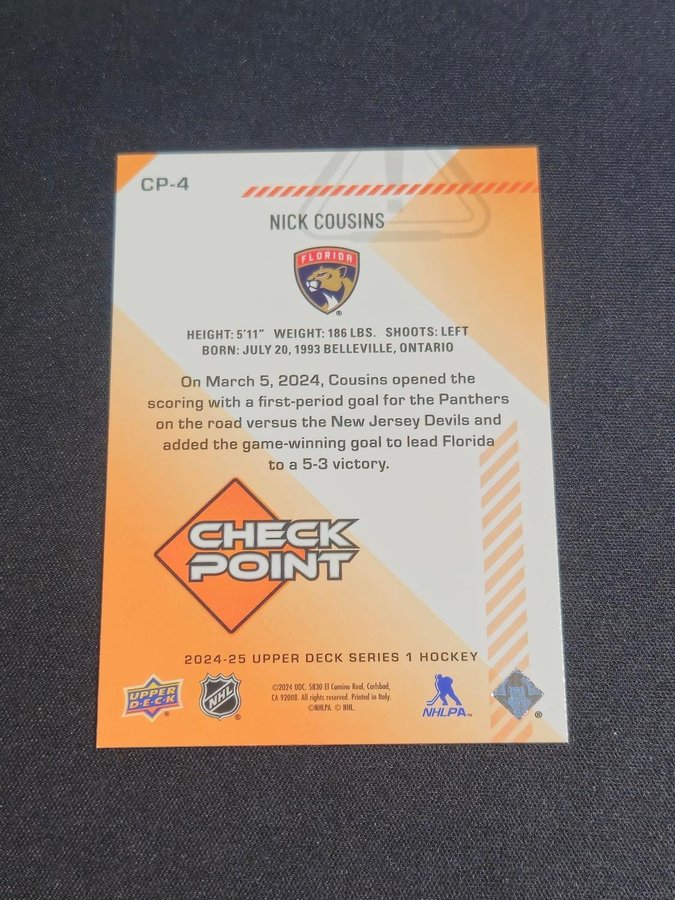 CP-4
NICK COUSINS
FLORIDA
®
HEIGHT: 5'11" WEIGHT: 186 LBS. SHOOTS: LEFT
BORN: JULY 20, 1993 BELLEVILLE, ONTARIO
On March 5, 2024, Cousins opened the
scoring with a first-period goal for the Panthers
on the road versus the New Jersey Devils and
added the game-winning goal to lead Florida
to a 5-3 victory.
CHECK
POINT
2024-25 UPPER DECK SERIES 1 HOCKEY
UPPER
DECK
NHL
®
©2024 UDC. 5830 El Camino Real, Carlsbad,
CA 92008. All rights reserved. Printed in Italy.
©NHLPA. © NHL.
NHLPA™
®